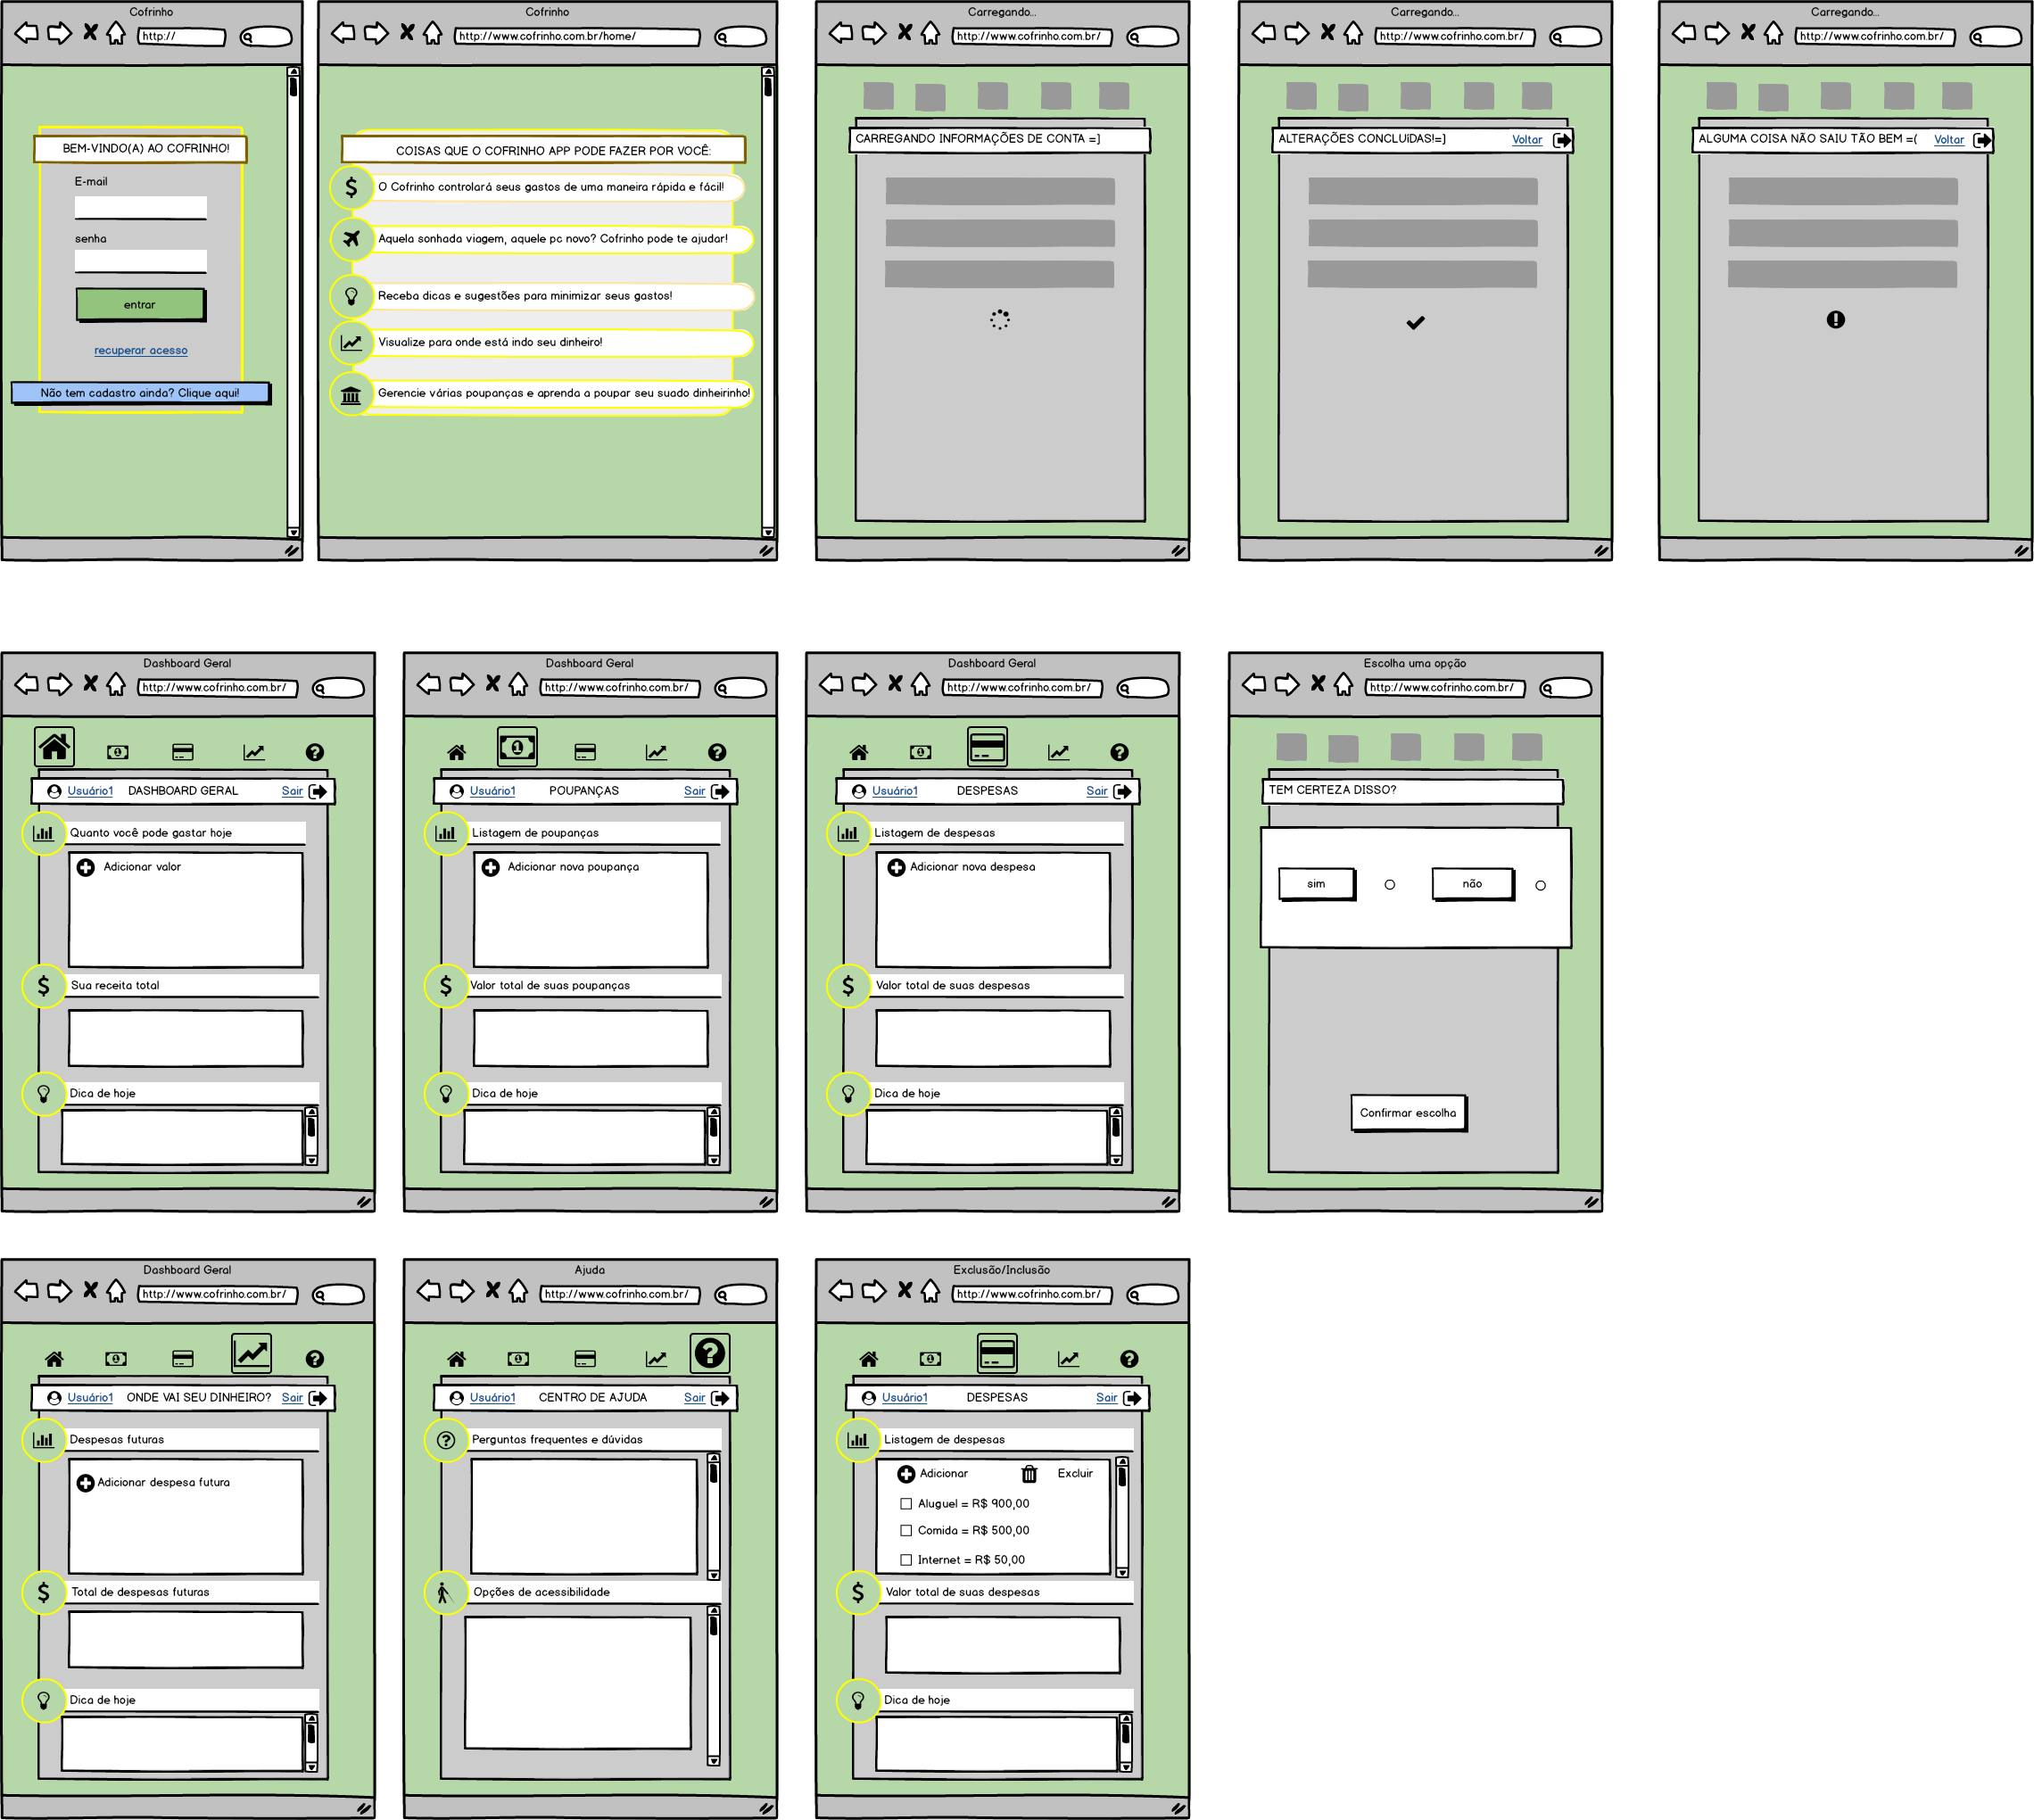 Cofrinho
http://
BEM-VINDO(A) AO COFRINHO!
E-mail
senha
entrar
recuperar acesso
Não tem cadastro ainda? Clique aqui!
Cofrinho
http://www.cofrinho.com.br/home/
COISAS QUE O COFRINHO APP PODE FAZER POR VOCÊ:
O Cofrinho controlará seus gastos de uma maneira rápida e fácil!
Aquela sonhada viagem, aquele pc novo? Cofrinho pode te ajudar!
Receba dicas e sugestões para minimizar seus gastos!
Visualize para onde está indo seu dinheiro!
Gerencie várias poupanças e aprenda a poupar seu suado dinheirinho!
Carregando...
http://www.cofrinho.com.br/
CARREGANDO INFORMAÇÕES DE CONTA =]
Carregando...
http://www.cofrinho.com.br/
ALTERAÇÕES CONCLUíDAS!=]
Voltar
Carregando...
http://www.cofrinho.com.br/
ALGUMA COISA NÃO SAIU TÃO BEM =(
Voltar
Dashboard Geral
http://www.cofrinho.com.br/
Usuário1 DASHBOARD GERAL Sair
Quanto você pode gastar hoje
Adicionar valor
Sua receita total
Dica de hoje
Dashboard Geral
http://www.cofrinho.com.br/
Usuário1 POUPANÇAS Sair
Listagem de poupanças
Adicionar nova poupança
Valor total de suas poupanças
Dica de hoje
Dashboard Geral
http://www.cofrinho.com.br/
Usuário1 DESPESAS Sair
Listagem de despesas
Adicionar nova despesa
Valor total de suas despesas
Dica de hoje
Escolha uma opção
http://www.cofrinho.com.br/
TEM CERTEZA DISSO?
sim
não
Confirmar escolha
Dashboard Geral
http://www.cofrinho.com.br/
Usuário1 ONDE VAI SEU DINHEIRO? Sair
Despesas futuras
Adicionar despesa futura
Total de despesas futuras
Dica de hoje
Ajuda
http://www.cofrinho.com.br/
Usuário1 CENTRO DE AJUDA Sair
Perguntas frequentes e dúvidas
Opções de acessibilidade
Exclusão/Inclusão
http://www.cofrinho.com.br/
Usuário1 DESPESAS Sair
Listagem de despesas
Adicionar Excluir
Aluguel = R$ 900,00
Comida = R$ 500,00
Internet = R$ 50,00
Valor total de suas despesas
Dica de hoje